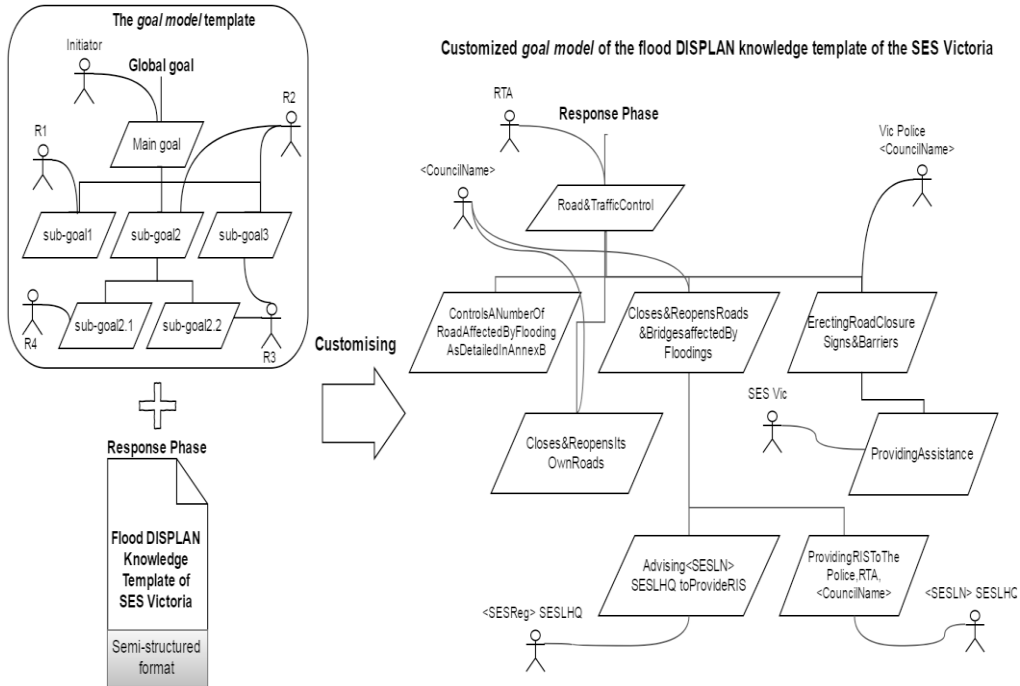 The goal model template
Initiator
Global goal
R2
R1
Main goal
sub-goal1
sub-goal2
sub-goal3
sub-goal2.1
sub-goal2.2
R4
R3
Response Phase
Flood DISPLAN
Knowledge
Template of
SES Victoria
Semi-structured
format
Customising
Customized goal model of the flood DISPLAN knowledge template of the SES Victoria
RTA
Response Phase
Vic Police
<CouncilName>
<CouncilName>
Road&TrafficControl
ControlsANumberOf
RoadAffectedByFlooding
AsDetailedInAnnexB
Closes&ReopensRoads
&BridgesaffectedBy
Floodings
ErectingRoadClosure
Signs&Barriers
SES Vic
Closes&ReopensIts
OwnRoads
ProvidingAssistance
Advising<SESLN>
SESLHQ toProvideRIS
ProvidingRISToThe
Police,RTA,
<CouncilName>
<SESReg> SESLHQ
<SESLN> SESLHQ